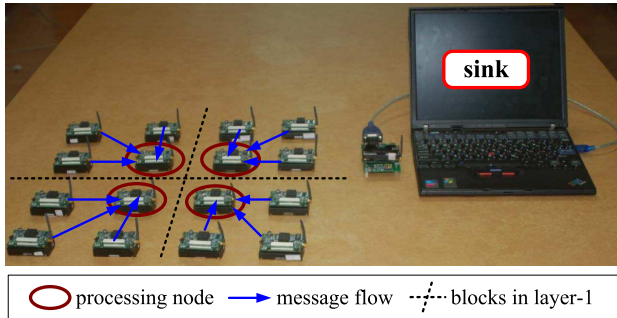 sink
processing node
message flow
blocks in layer-1